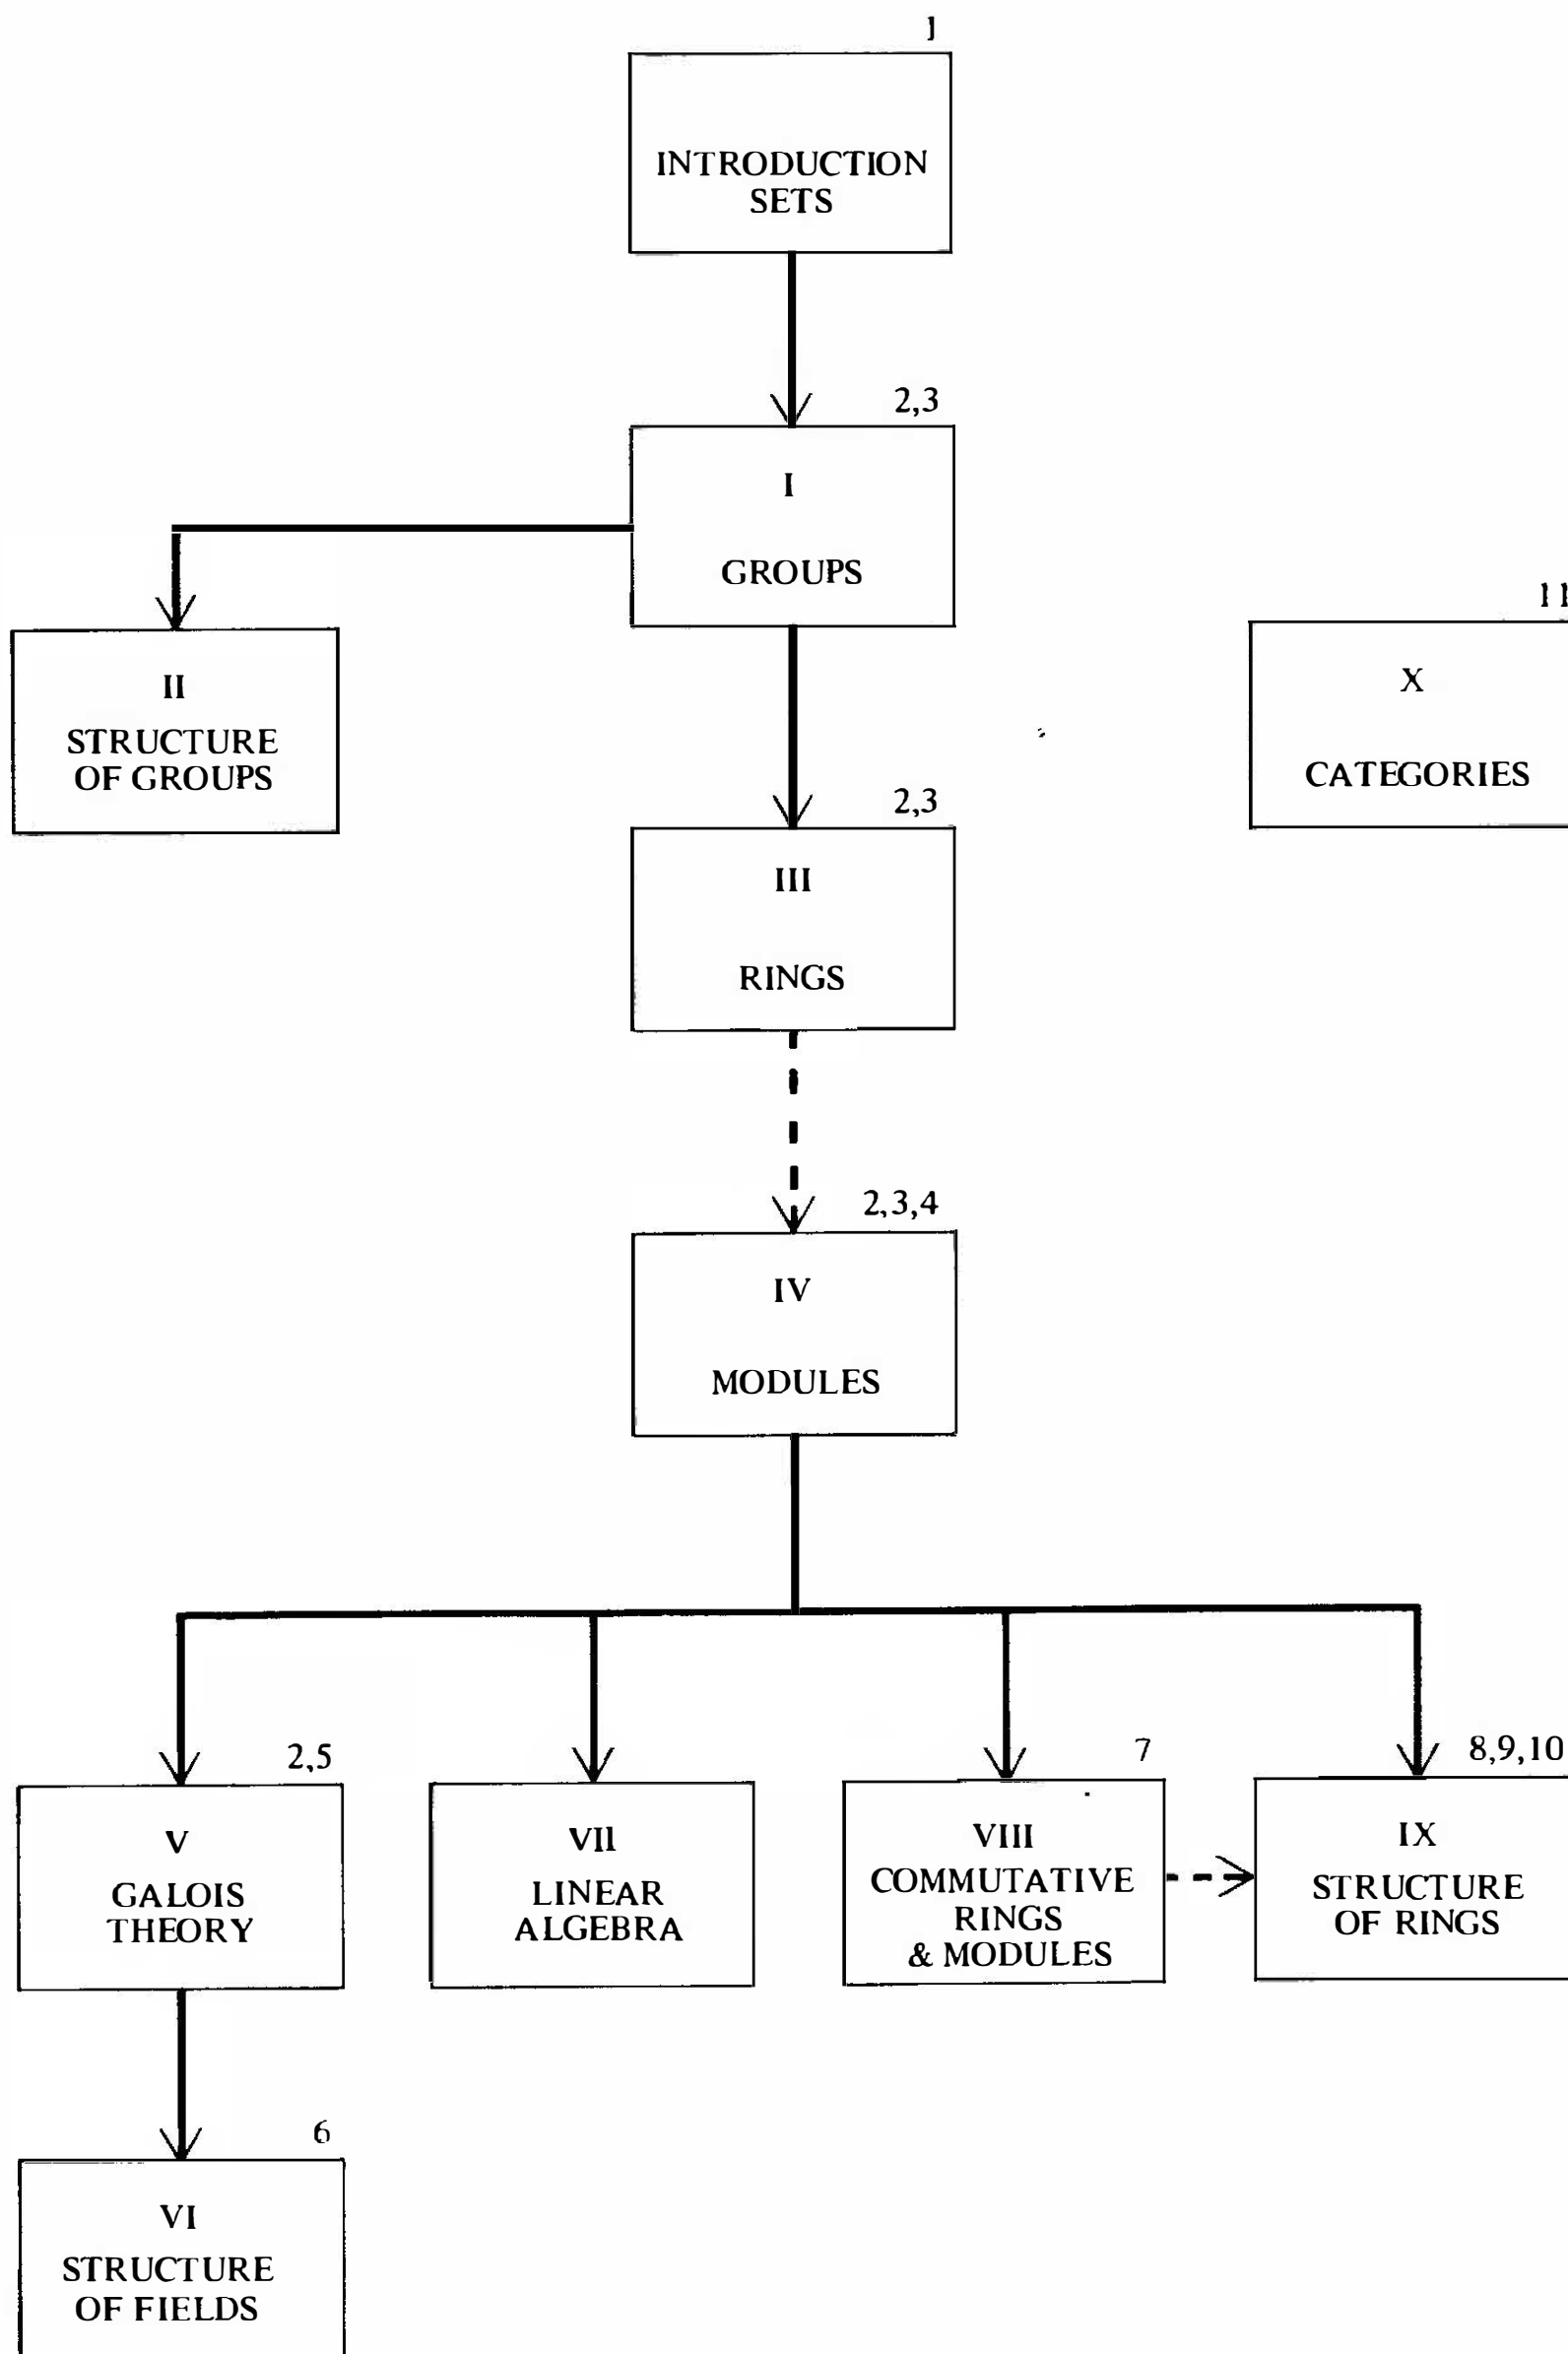 1
INTRODUCTION
SETS
2,3
I
GROUPS
11
II
STRUCTURE
OF GROUPS
X
CATEGORIES
2,3
III
RINGS
2,3,4
IV
MODULES
2,5
V
GALOIS
THEORY
VII
LINEAR
ALGEBRA
7
VIII
COMMUTATIVE
RINGS
& MODULES
8,9,10
IX
STRUCTURE
OF RINGS
6
VI
STRUCTURE
OF FIELDS